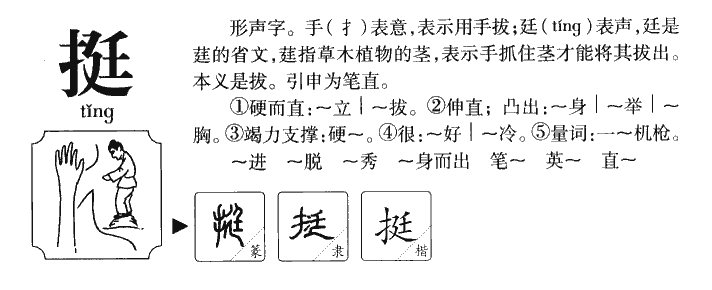 挺
tǐng
形声字。手(扌)表意,表示用手拔;廷(tíng)表声,廷是
莛的省文,莛指草木植物的茎,表示手抓住茎才能将其拔出。
本义是拔。引申为笔直。
①硬而直:～立｜～拔。②伸直;凸出:～身｜～举｜～
胸。③竭力支撑:硬～。④很:～好｜～冷。⑤量词:一～机枪。
～进 ～脱 ～秀 ～身而出 笔～ 英～ 直～
挺 篆 挺 隶 挺 楷